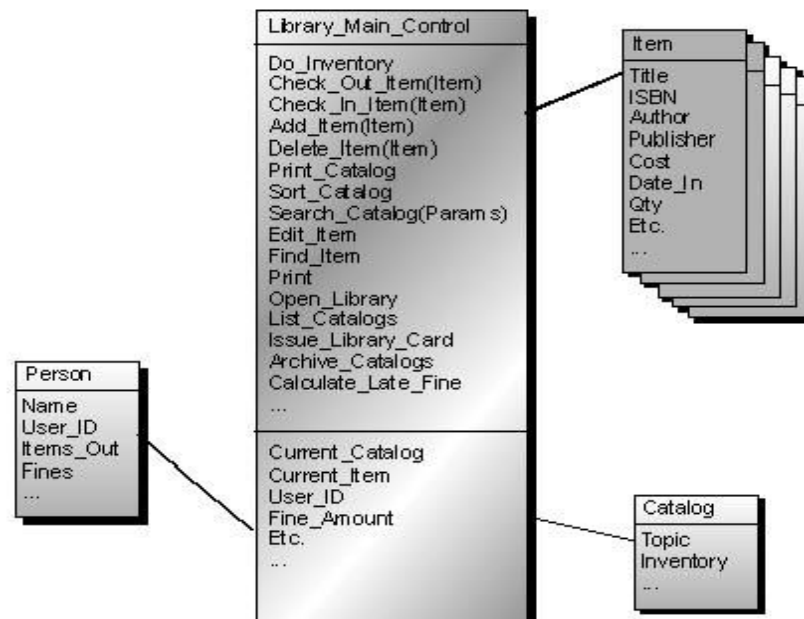 Library_Main_Control
Do_Inventory
Check_Out_Item(Item)
Check_In_Item(Item)
Add_Item(Item)
Delete_Item(Item)
Print_Catalog
Sort_Catalog
Search_Catalog(Params)
Edit_Item
Find_Item
Print
Open_Library
List_Catalogs
Issue_Library_Card
Archive_Catalogs
Calculate_Late_Fine
...
Current_Catalog
Current_Item
User_ID
Fine_Amount
Etc.
...
Item
Title
ISBN
Author
Publisher
Cost
Date_In
Qty
Etc.
...
Person
Name
User_ID
Items_Out
Fines
...
Catalog
Topic
Inventory
...